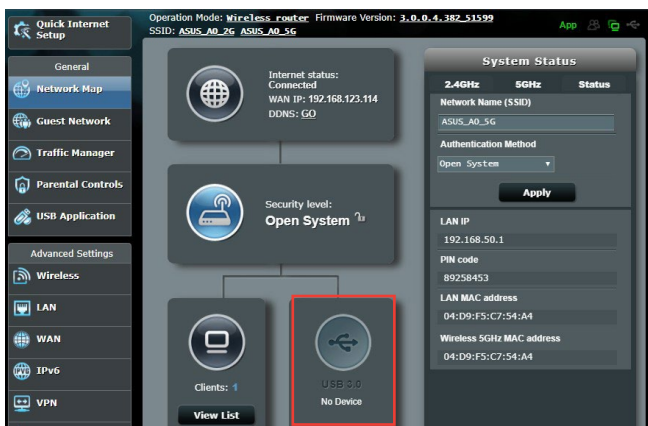 Quick Internet
Setup
Operation Mode: Wireless router Firmware Version: 3.0.0.4.382_51599
SSID: ASUS_A0_2G ASUS_A0_5G
App
General
Network Map
Guest Network
Traffic Manager
Parental Controls
USB Application
Advanced Settings
Wireless
LAN
WAN
IPv6
VPN
Internet status:
Connected
WAN IP: 192.168.123.114
DDNS: GO
Security level:
Open System
Clients: 1
View List
USB 3.0
No Device
System Status
2.4GHz 5GHz Status
Network Name (SSID)
ASUS_A0_5G
Authentication Method
Open System
Apply
LAN IP
192.168.50.1
PIN code
89258453
LAN MAC address
04:D9:F5:C7:54:A4
Wireless 5GHz MAC address
04:D9:F5:C7:54:A4